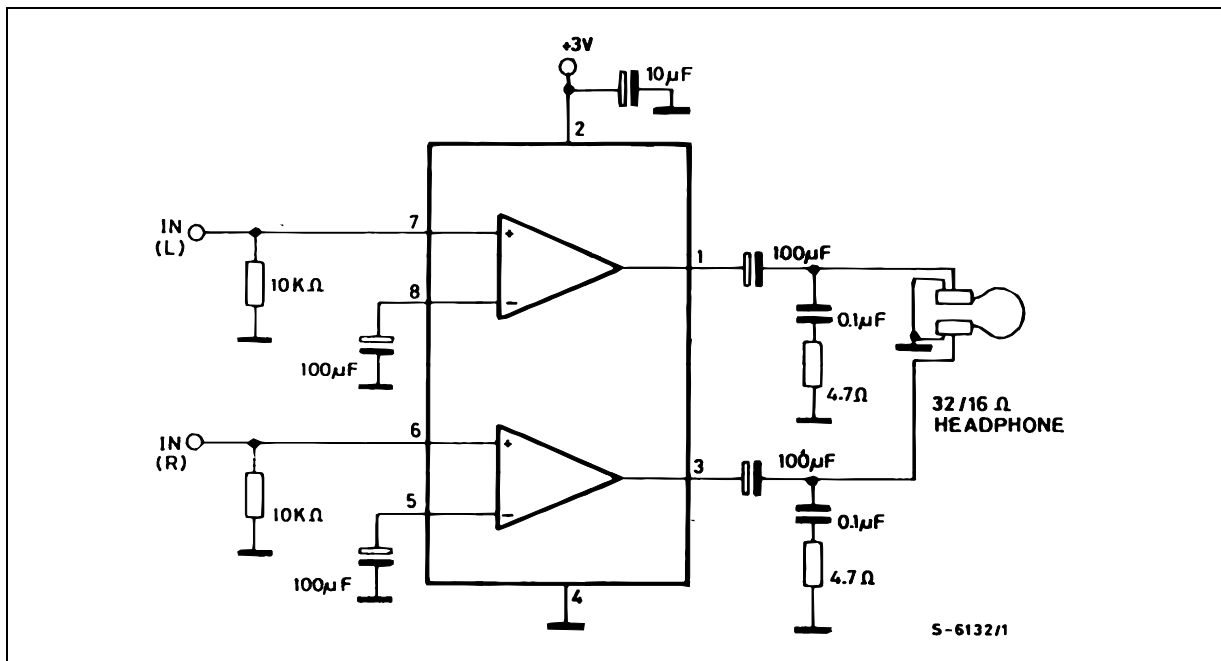 +3V
10µF
2
IN
(L)
7
10KΩ
8
100µF
1
100µF
0.1µF
4.7Ω
32/16 Ω
HEADPHONE
IN
(R)
6
10KΩ
5
100µF
3
100µF
0.1µF
4.7Ω
4
S-6132/1
+
−
+
−